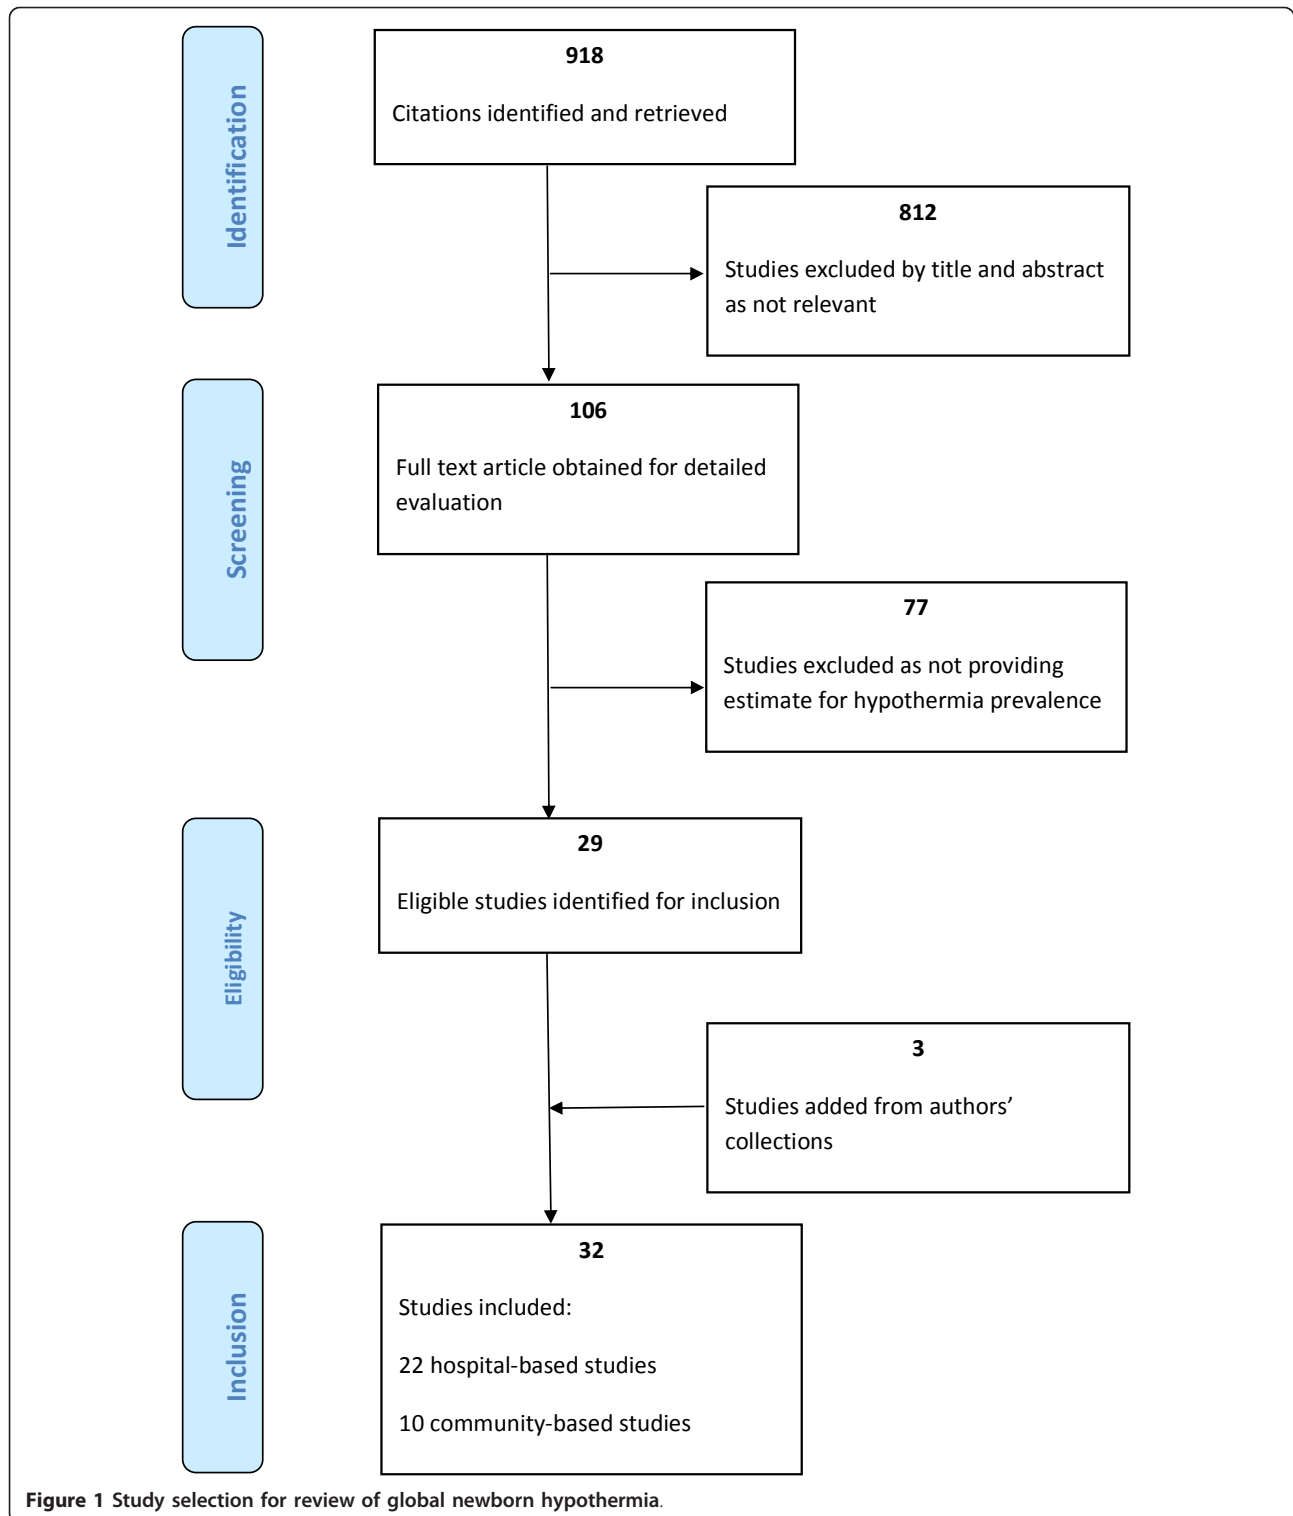 Identification
918
Citations identified and retrieved
812
Studies excluded by title and abstract
as not relevant
Screening
106
Full text article obtained for detailed
evaluation
77
Studies excluded as not providing
estimate for hypothermia prevalence
Eligibility
29
Eligible studies identified for inclusion
3
Studies added from authors’
collections
Inclusion
32
Studies included:
22 hospital-based studies
10 community-based studies
Figure 1 Study selection for review of global newborn hypothermia.